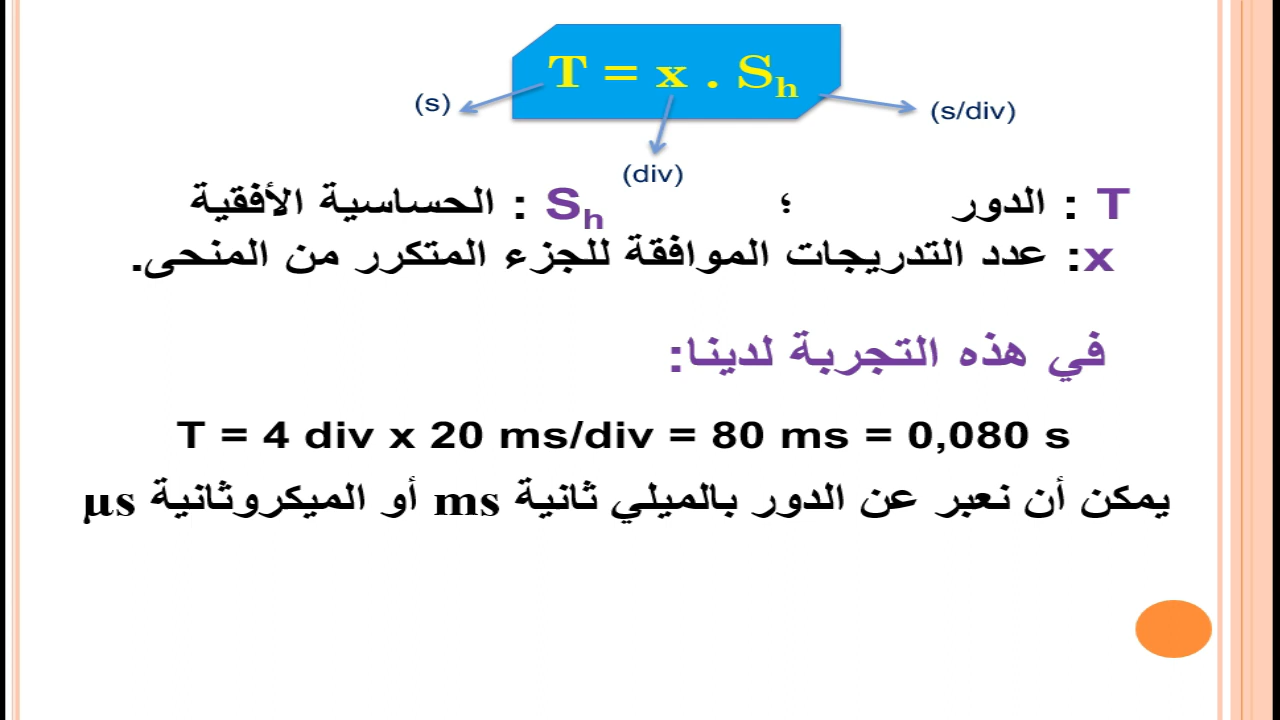 T = x . Sh
(s)
(s/div)
(div)
T : الدور ؛ Sh : الحساسية الأفقية
x: عدد التدريجات الموافقة للجزء المتكرر من المنحى.
في هذه التجربة لدينا:
T = 4 div x 20 ms/div = 80 ms = 0,080 s
يمكن أن نعبر عن الدور بالميلي ثانية ms أو الميكروثانية µs